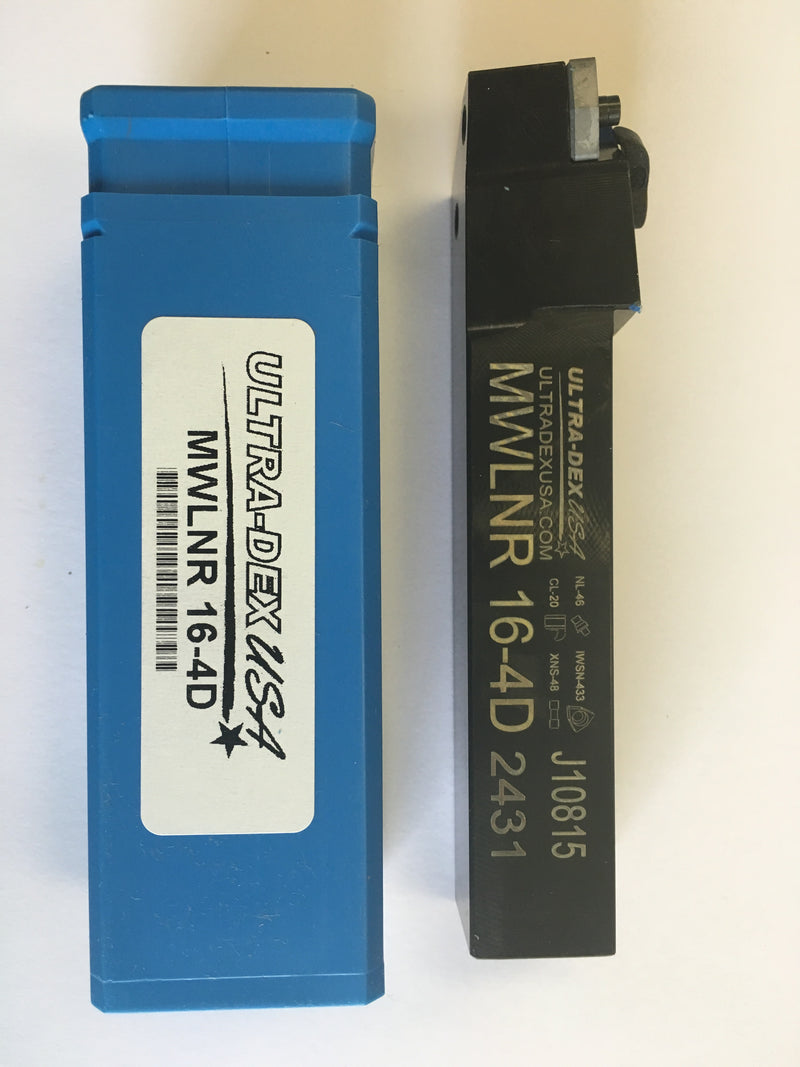 ULTRA-DEX USA
MWLNR 16-4D
ULTRA-DEX USA
ULTRADEXUSA.COM
MWLNR 16-4D 2431
NL-46
IWSN-433
CL-20
XNS-48
J10815